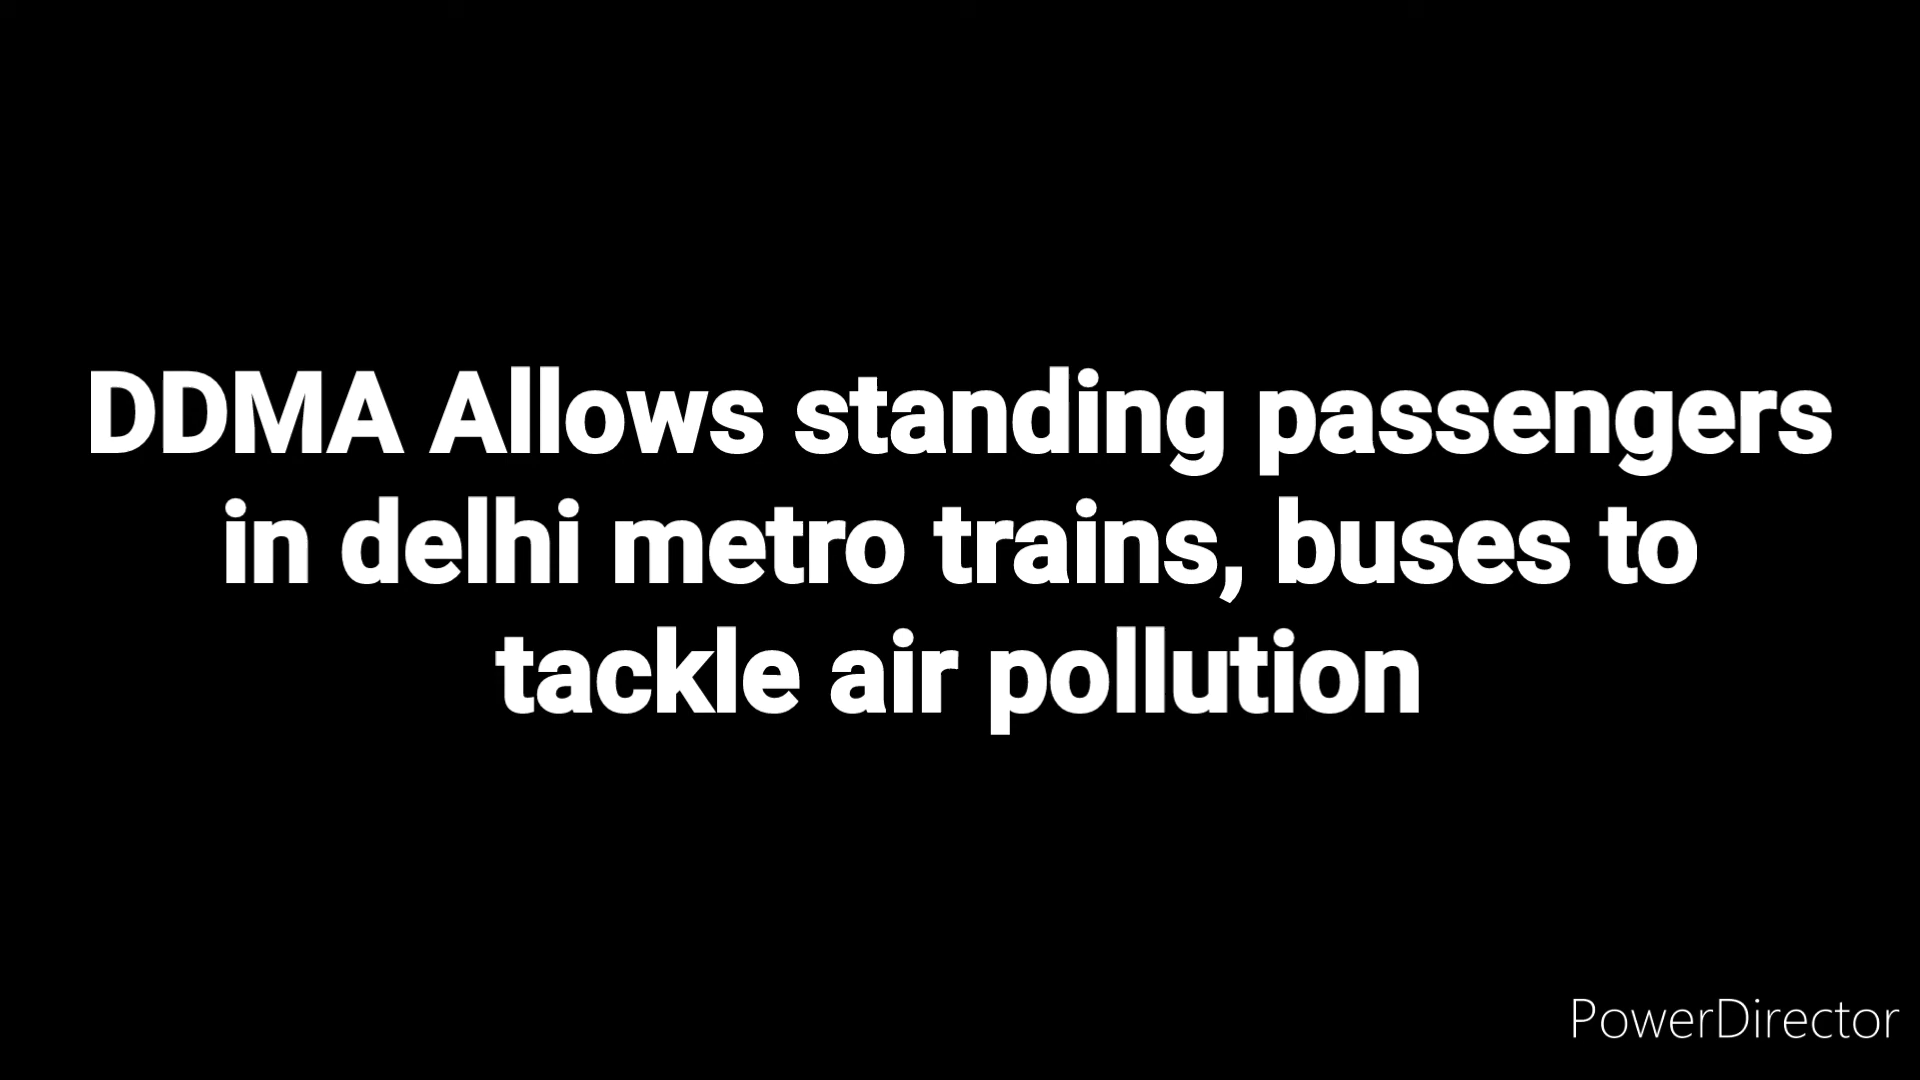 DDMA Allows standing passengers
in delhi metro trains, buses to
tackle air pollution
PowerDirector